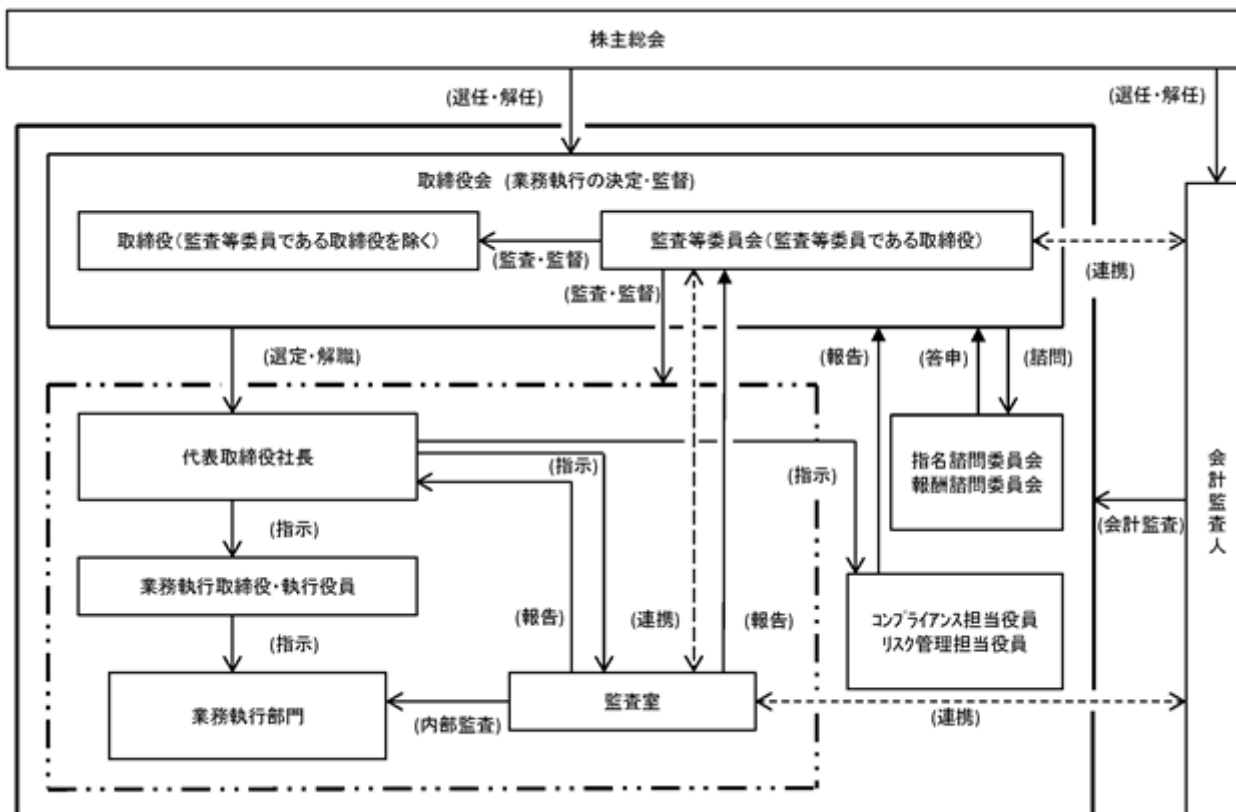 株主総会
(選任・解任)
(選任・解任)
取締役会 (業務執行の決定・監督)
取締役(監査等委員である取締役を除く)
監査等委員会(監査等委員である取締役)
(監査・監督)
(連携)
(監査・監督)
(選定・解職)
(報告)
(答申)
(諮問)
代表取締役社長
(指示)
(指示)
指名諮問委員会
報酬諮問委員会
会計監査人
(会計監査)
(指示)
業務執行取締役・執行役員
(報告)
(連携)
(報告)
コンプライアンス担当役員
リスク管理担当役員
(指示)
業務執行部門
監査室
(内部監査)
(連携)